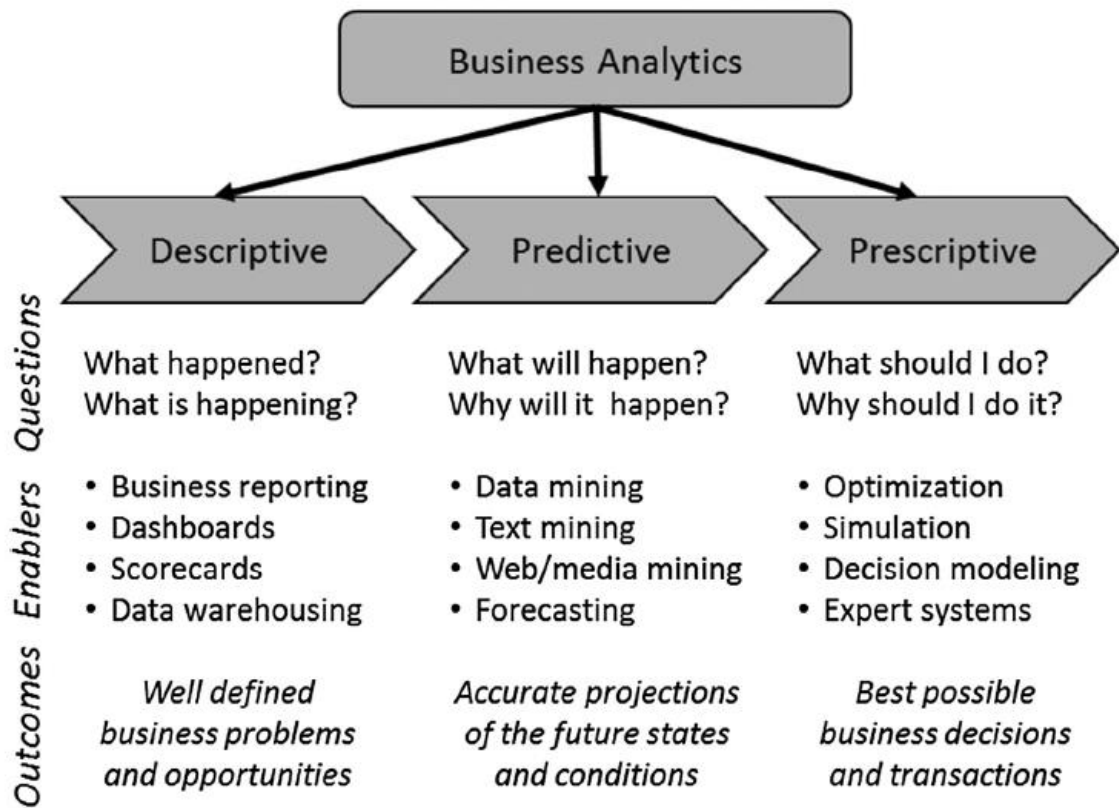 Business Analytics
Descriptive
Predictive
Prescriptive
Questions
What happened?
What is happening?
What will happen?
Why will it happen?
What should I do?
Why should I do it?
Enablers
• Business reporting
• Dashboards
• Scorecards
• Data warehousing
• Data mining
• Text mining
• Web/media mining
• Forecasting
• Optimization
• Simulation
• Decision modeling
• Expert systems
Outcomes
Well defined
business problems
and opportunities
Accurate projections
of the future states
and conditions
Best possible
business decisions
and transactions